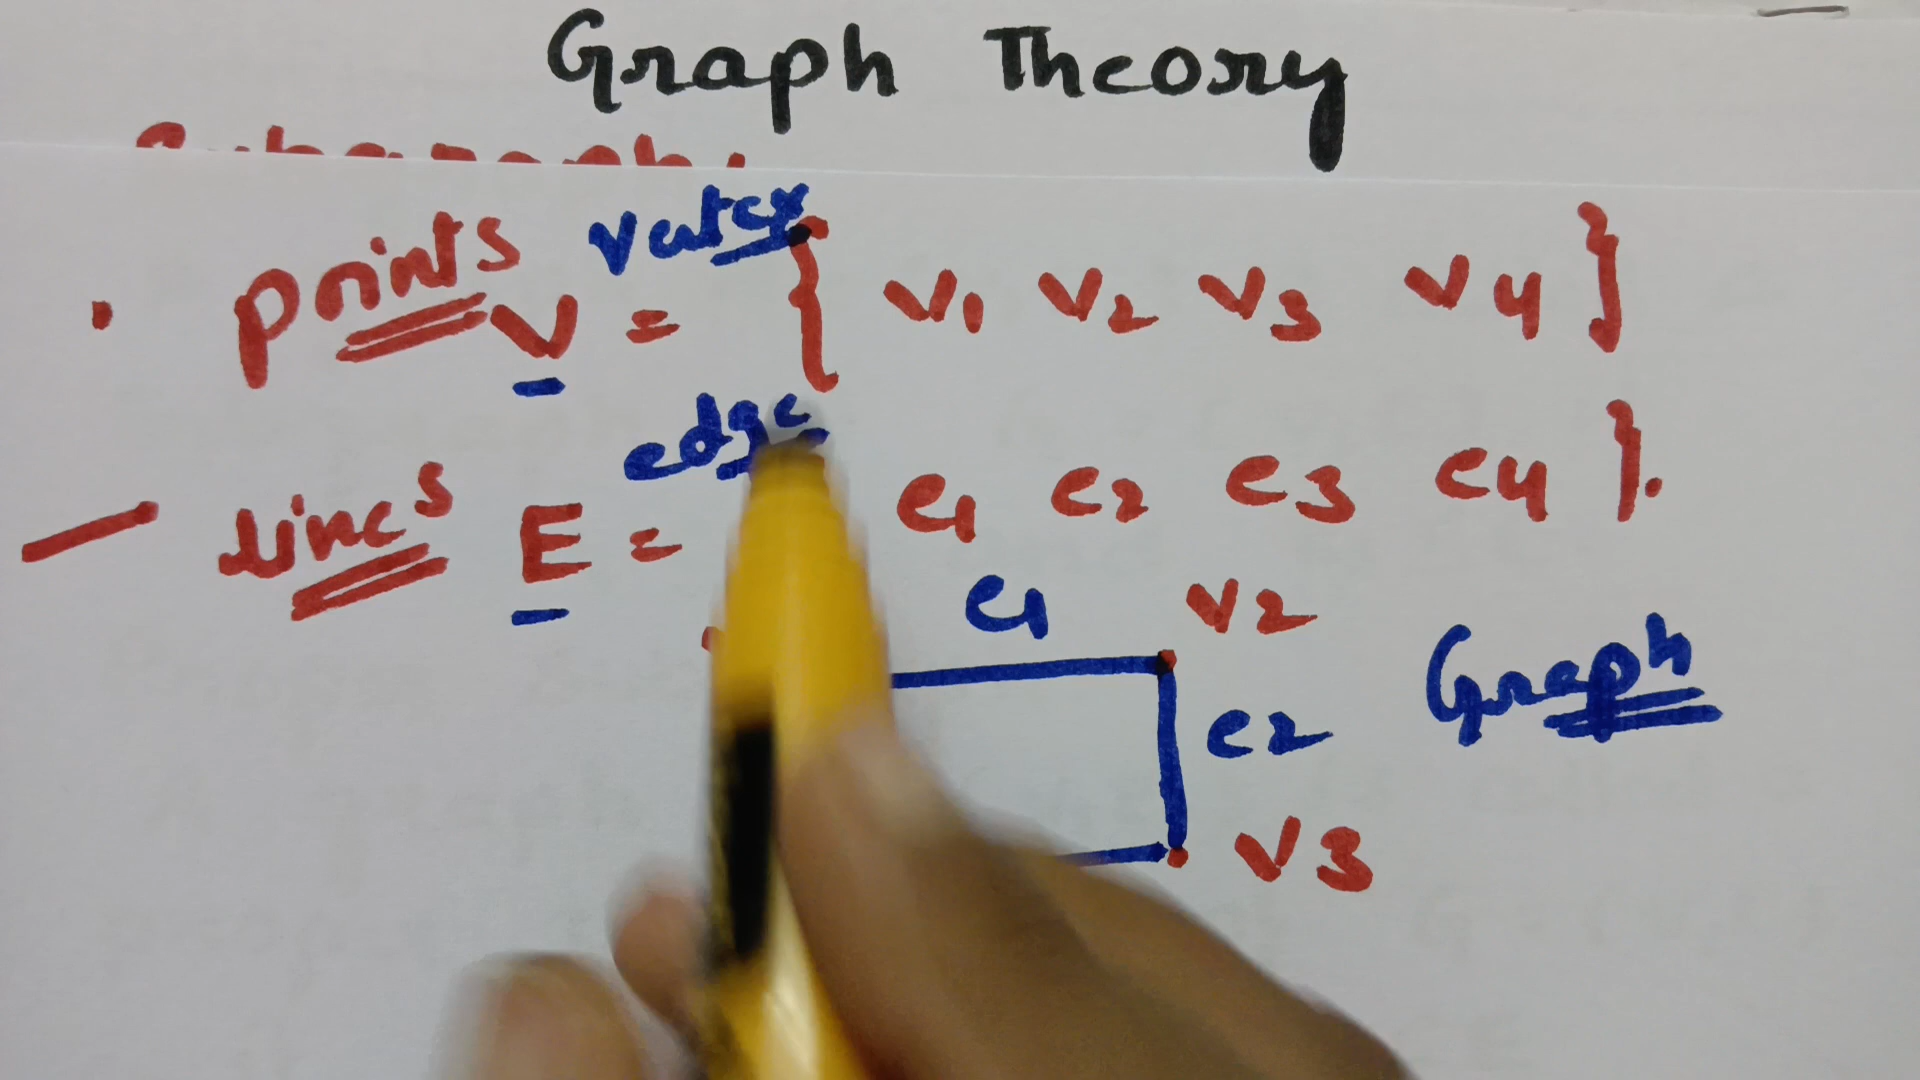 Graph Theory
Subgraph:
points vertex
V = { v1 v2 v3 v4 }
edge
lines E = e1 e2 e3 e4 }.
e1 v2
Graph
e2
v3